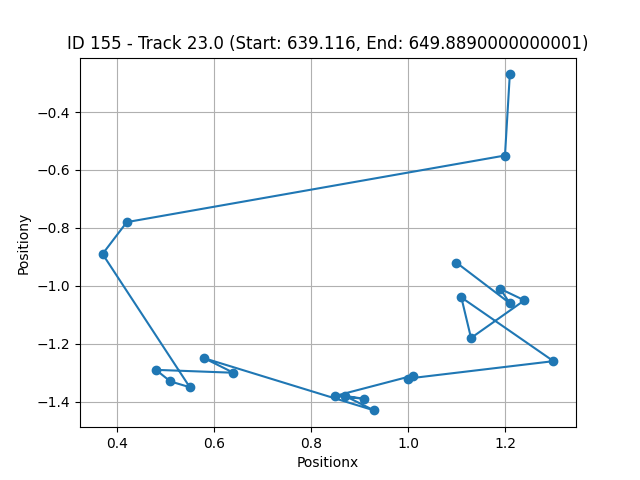 ID 155 - Track 23.0 (Start: 639.116, End: 649.8890000000001)
Positiony
−0.4
−0.6
−0.8
−1.0
−1.2
−1.4
0.4 0.6 0.8 1.0 1.2
Positionx